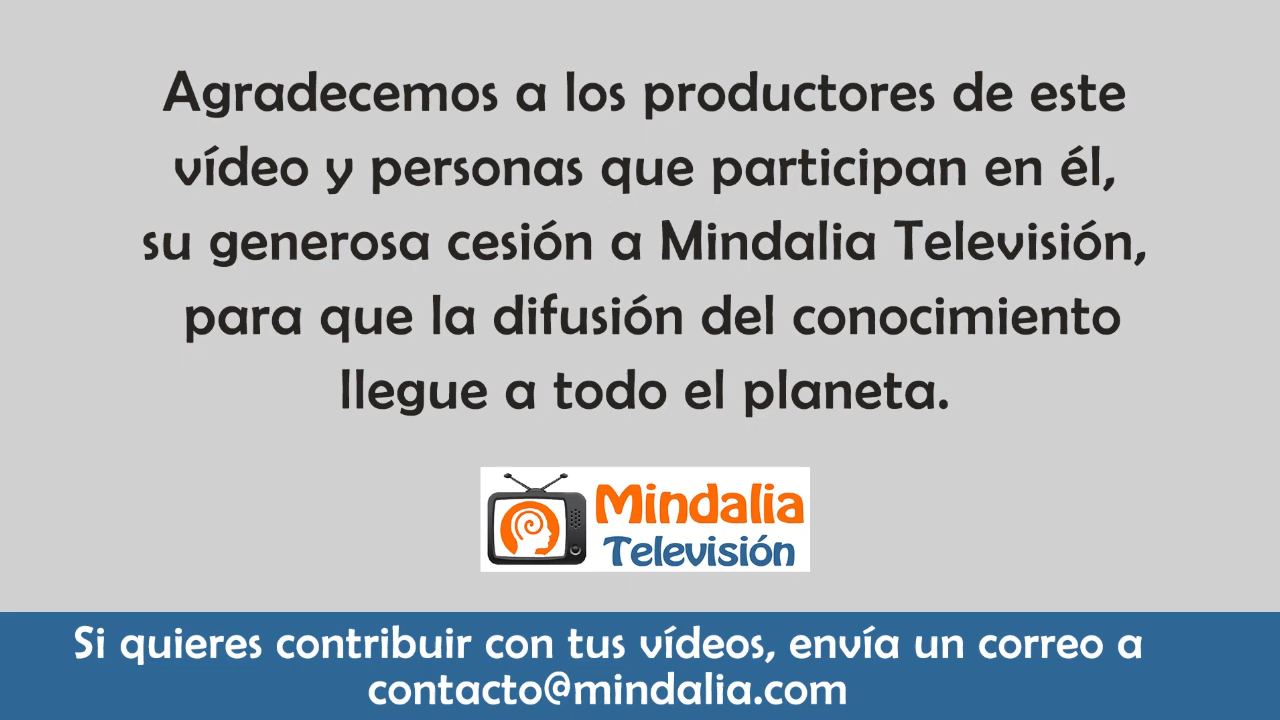 Agradecemos a los productores de este
vídeo y personas que participan en él,
su generosa cesión a Mindalia Televisión,
para que la difusión del conocimiento
llegue a todo el planeta.
Mindalia
Televisión
Si quieres contribuir con tus vídeos, envía un correo a
contacto@mindalia.com